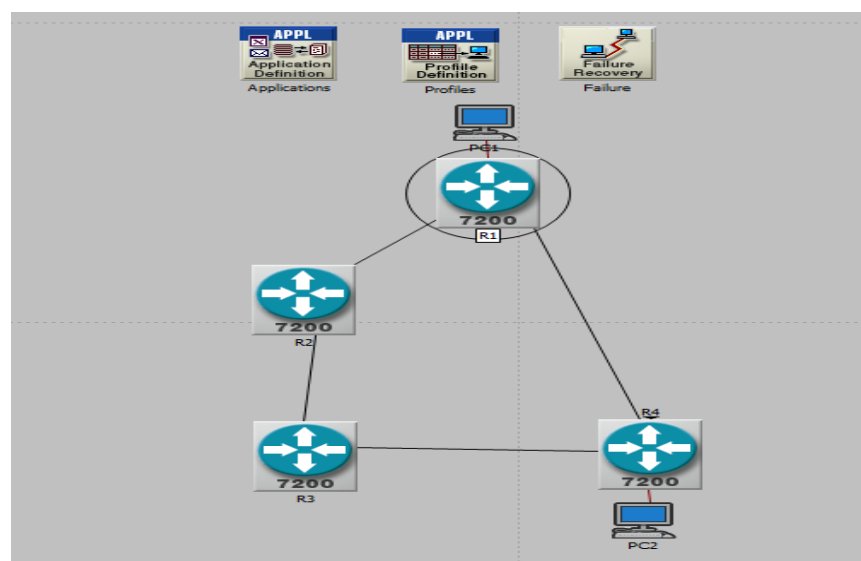 APPL
Application
Definition
Applications
APPL
Profile
Definition
Profiles
Failure
Recovery
Failure
PC1
7200
R1
7200
R2
R4
7200
R3
7200
PC2